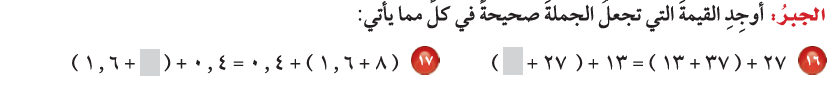 الجبرُ: أوجِدِ القيمةَ التي تجعلُ الجملةَ صحيحةً في كلِّ مما يأتي:
١٦ ٢٧ + (٣٧ + ١٣) = ١٣ + (٢٧ + )
١٧ (٨ + ١,٦) + ٠,٤ = ٠,٤ + ( + ١,٦)